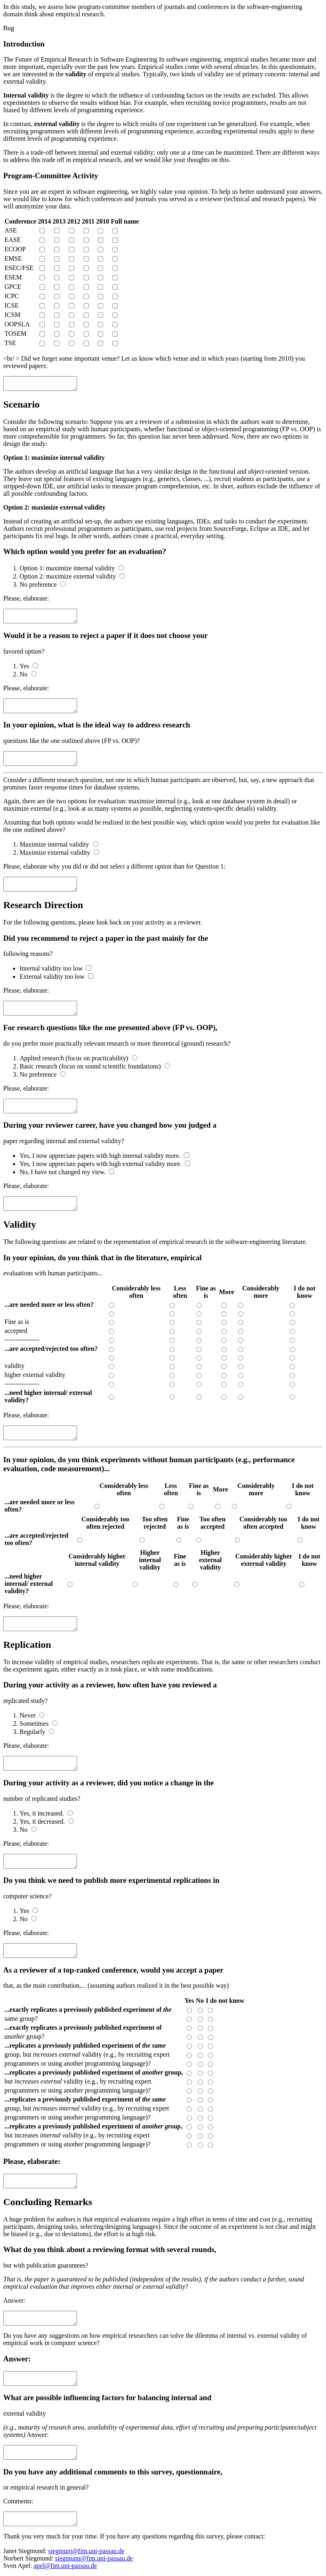 In this study, we assess how program-committee members of journals and conferences in the software-engineering
domain think about empirical research.
Bug
Introduction
The Future of Empirical Research in Software Engineering In software engineering, empirical studies became more and
more important, especially over the past few years. Empirical studies come with several obstacles. In this questionnaire,
we are interested in the validity of empirical studies. Typically, two kinds of validity are of primary concern: internal and
external validity.
Internal validity is the degree to which the influence of confounding factors on the results are excluded. This allows
experimenters to observe the results without bias. For example, when recruiting novice programmers, results are not
biased by different levels of programming experience.
In contrast, external validity is the degree to which results of one experiment can be generalized. For example, when
recruiting programmers with different levels of programming experience, according experimental results apply to these
different levels of programming experience.
There is a trade-off between internal and external validity; only one at a time can be maximized. There are different ways
to address this trade off in empirical research, and we would like your thoughts on this.
Program-Committee Activity
Since you are an expert in software engineering, we highly value your opinion. To help us to better understand your answers,
we would like to know for which conferences and journals you served as a reviewer (technical and research papers). We
will anonymize your data.
Conference 2014 2013 2012 2011 2010 Full name
ASE
EASE
ECOOP
EMSE
ESEC/FSE
ESEM
GPCE
ICPC
ICSE
ICSM
OOPSLA
TOSEM
TSE
<br/ > Did we forget some important venue? Let us know which venue and in which years (starting from 2010) you
reviewed papers:
Scenario
Consider the following scenario: Suppose you are a reviewer of a submission in which the authors want to determine,
based on an empirical study with human participants, whether functional or object-oriented programming (FP vs. OOP) is
more comprehensible for programmers. So far, this question has never been addressed. Now, there are two options to
design the study:
Option 1: maximize internal validity
The authors develop an artificial language that has a very similar design in the functional and object-oriented version.
They leave out special features of existing languages (e.g., generics, classes, ...), recruit students as participants, use a
stripped-down IDE, use artificial tasks to measure program comprehension, etc. In short, authors exclude the influence of
all possible confounding factors.
Option 2: maximize external validity
Instead of creating an artificial set-up, the authors use existing languages, IDEs, and tasks to conduct the experiment.
Authors recruit professional programmers as participants, use real projects from SourceForge, Eclipse as IDE, and let
participants fix real bugs. In other words, authors create a practical, everyday setting.
Which option would you prefer for an evaluation?
1. Option 1: maximize internal validity
2. Option 2: maximize external validity
3. No preference
Please, elaborate:
Would it be a reason to reject a paper if it does not choose your
favored option?
1. Yes
2. No
Please, elaborate:
In your opinion, what is the ideal way to address research
questions like the one outlined above (FP vs. OOP)?
Consider a different research question, not one in which human participants are observed, but, say, a new approach that
promises faster response times for database systems.
Again, there are the two options for evaluation: maximize internal (e.g., look at one database system in detail) or
maximize external (e.g., look at as many systems as possible, neglecting system-specific details) validity.
Assuming that both options would be realized in the best possible way, which option would you prefer for evaluation like
the one outlined above?
1. Maximize internal validity
2. Maximize external validity
Please, elaborate why you did or did not select a different option than for Question 1:
Research Direction
For the following questions, please look back on your activity as a reviewer.
Did you recommend to reject a paper in the past mainly for the
following reasons?
• Internal validity too low
• External validity too low
Please, elaborate:
For research questions like the one presented above (FP vs. OOP),
do you prefer more practically relevant research or more theoretical (ground) research?
1. Applied research (focus on practicability)
2. Basic research (focus on sound scientific foundations)
3. No preference
Please, elaborate:
During your reviewer career, have you changed how you judged a
paper regarding internal and external validity?
• Yes, I now appreciate papers with high internal validity more.
• Yes, I now appreciate papers with high external validity more.
• No, I have not changed my view.
Please, elaborate:
Validity
The following questions are related to the representation of empirical research in the software-engineering literature.
In your opinion, do you think that in the literature, empirical
evaluations with human participants...
Considerably less often Less often Fine as is More Considerably more I do not know
...are needed more or less often?
Fine as is
accepted
----------------
...are accepted/rejected too often?
validity
higher external validity
----------------
...need higher internal/ external
validity?
Please, elaborate:
In your opinion, do you think experiments without human participants (e.g., performance
evaluation, code measurement)...
Considerably less often Less often Fine as is More Considerably more I do not know
...are needed more or less
often?
Considerably too often rejected Too often rejected Fine as is Too often accepted Considerably too often accepted I do not know
...are accepted/rejected
too often?
Considerably higher internal validity Higher internal validity Fine as is Higher external validity Considerably higher external validity I do not know
...need higher
internal/ external
validity?
Please, elaborate:
Replication
To increase validity of empirical studies, researches replicate experiments. That is, the same or other researchers conduct
the experiment again, either exactly as it took place, or with some modifications.
During your activity as a reviewer, how often have you reviewed a
replicated study?
1. Never
2. Sometimes
3. Regularly
Please, elaborate:
During your activity as a reviewer, did you notice a change in the
number of replicated studies?
1. Yes, it increased.
2. Yes, it decreased.
3. No
Please, elaborate:
Do you think we need to publish more experimental replications in
computer science?
1. Yes
2. No
Please, elaborate:
As a reviewer of a top-ranked conference, would you accept a paper
that, as the main contribution,... (assuming authors realized it in the best possible way)
Yes No I do not know
...exactly replicates a previously published experiment of the
same group?
...exactly replicates a previously published experiment of
another group?
...replicates a previously published experiment of the same
group, but increases external validity (e.g., by recruiting expert
programmers or using another programming language)?
...replicates a previously published experiment of another group,
but increases external validity (e.g., by recruiting expert
programmers or using another programming language)?
...replicates a previously published experiment of the same
group, but increases internal validity (e.g., by recruiting expert
programmers or using another programming language)?
...replicates a previously published experiment of another group,
but increases internal validity (e.g., by recruiting expert
programmers or using another programming language)?
Please, elaborate:
Concluding Remarks
A huge problem for authors is that empirical evaluations require a high effort in terms of time and cost (e.g., recruiting
participants, designing tasks, selecting/designing languages). Since the outcome of an experiment is not clear and might
be biased (e.g., due to deviations), the effort is at high risk.
What do you think about a reviewing format with several rounds,
but with publication guarantees?
That is, the paper is guaranteed to be published (independent of the results), if the authors conduct a further, sound
empirical evaluation that improves either internal or external validity?
Answer:
Do you have any suggestions on how empirical researchers can solve the dilemma of internal vs. external validity of
empirical work in computer science?
Answer:
What are possible influencing factors for balancing internal and
external validity
(e.g., maturity of research area, availability of experimental data, effort of recruiting and preparing participants/subject
systems) Answer:
Do you have any additional comments to this survey, questionnaire,
or empirical research in general?
Comments:
Thank you very much for your time. If you have any questions regarding this survey, please contact:
Janet Siegmund: siegmunj@fim.uni-passau.de
Norbert Siegmund: siegmunn@fim.uni-passau.de
Sven Apel: apel@fim.uni-passau.de